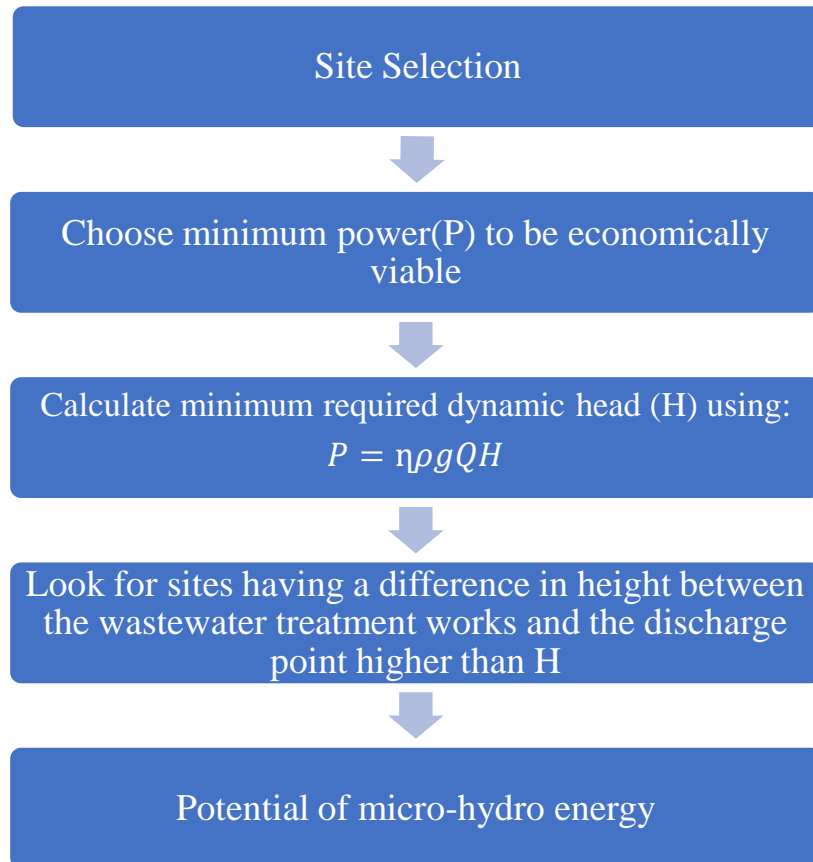 Site Selection
Choose minimum power(P) to be economically
viable
Calculate minimum required dynamic head (H) using:
𝑃 = ηρ𝑔𝑄𝐻
Look for sites having a difference in height between
the wastewater treatment works and the discharge
point higher than H
Potential of micro-hydro energy